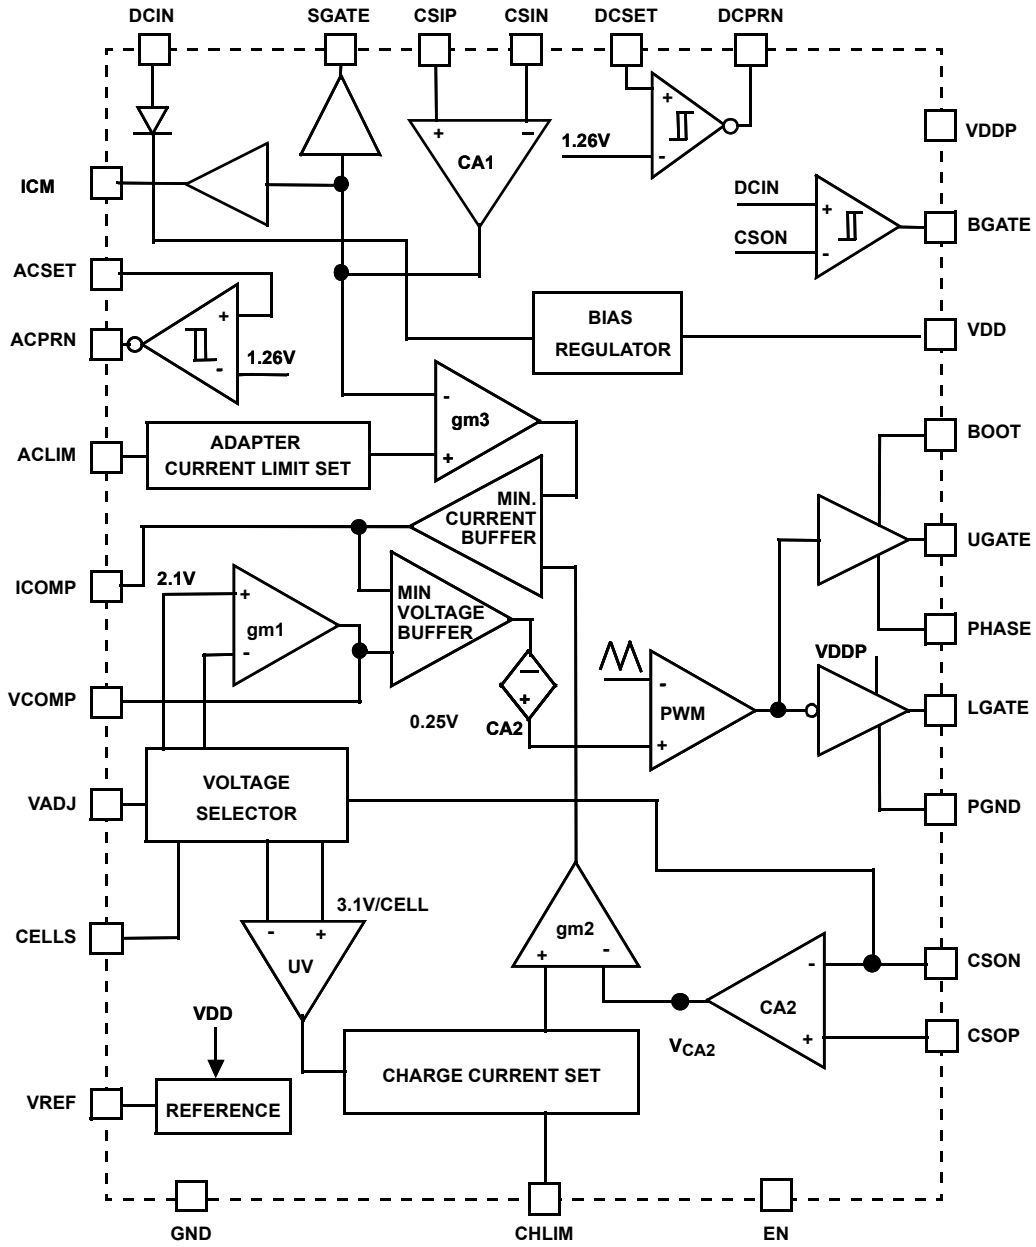 DCIN
SGATE
CSIP
CSIN
DCSET
DCPRN
VDDP
+
-
1.26V
+
−
CA1
ICM
DCIN
CSON
+
-
BGATE
ACSET
ACPRN
+
-
1.26V
BIAS
REGULATOR
VDD
ACLIM
ADAPTER
CURRENT LIMIT SET
-
+
gm3
BOOT
MIN.
CURRENT
BUFFER
UGATE
ICOMP
2.1V
+
-
gm1
MIN
VOLTAGE
BUFFER
PHASE
VDDP
VCOMP
0.25V
−
+
CA2
-
+
PWM
LGATE
VADJ
VOLTAGE
SELECTOR
PGND
CELLS
3.1V/CELL
-
+
UV
gm2
+
-
-
+
CA2
CSON
VDD
VCA2
CSOP
VREF
REFERENCE
CHARGE CURRENT SET
GND
CHLIM
EN